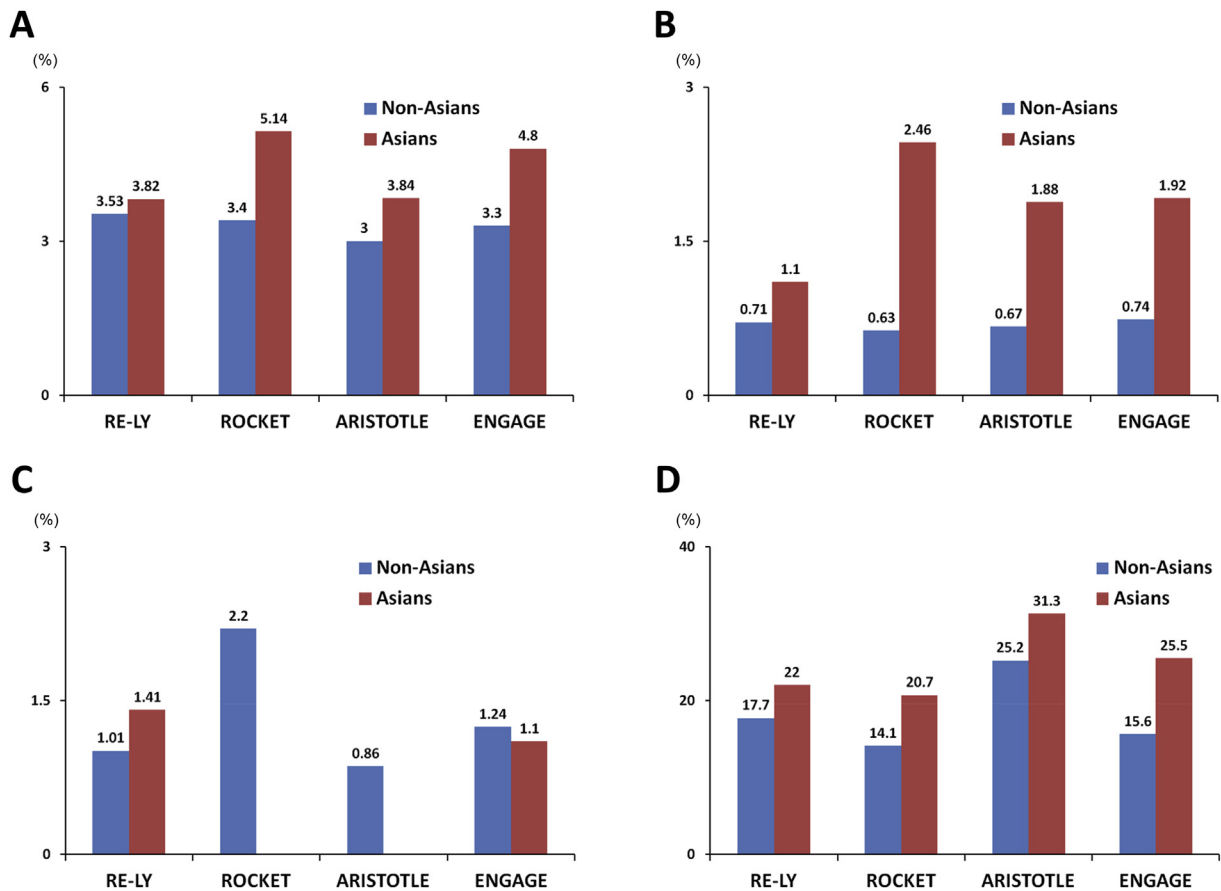 A
(%)
6
3
0
Non-Asians
Asians
3.53
3.82
3.4
5.14
3
3.84
3.3
4.8
RE-LY ROCKET ARISTOTLE ENGAGE
B
(%)
3
1.5
0
Non-Asians
Asians
0.71
1.1
0.63
2.46
0.67
1.88
0.74
1.92
RE-LY ROCKET ARISTOTLE ENGAGE
C
(%)
3
1.5
0
Non-Asians
Asians
1.01
1.41
2.2
0.86
1.24
1.1
RE-LY ROCKET ARISTOTLE ENGAGE
D
(%)
40
20
0
Non-Asians
Asians
17.7
22
14.1
20.7
25.2
31.3
15.6
25.5
RE-LY ROCKET ARISTOTLE ENGAGE